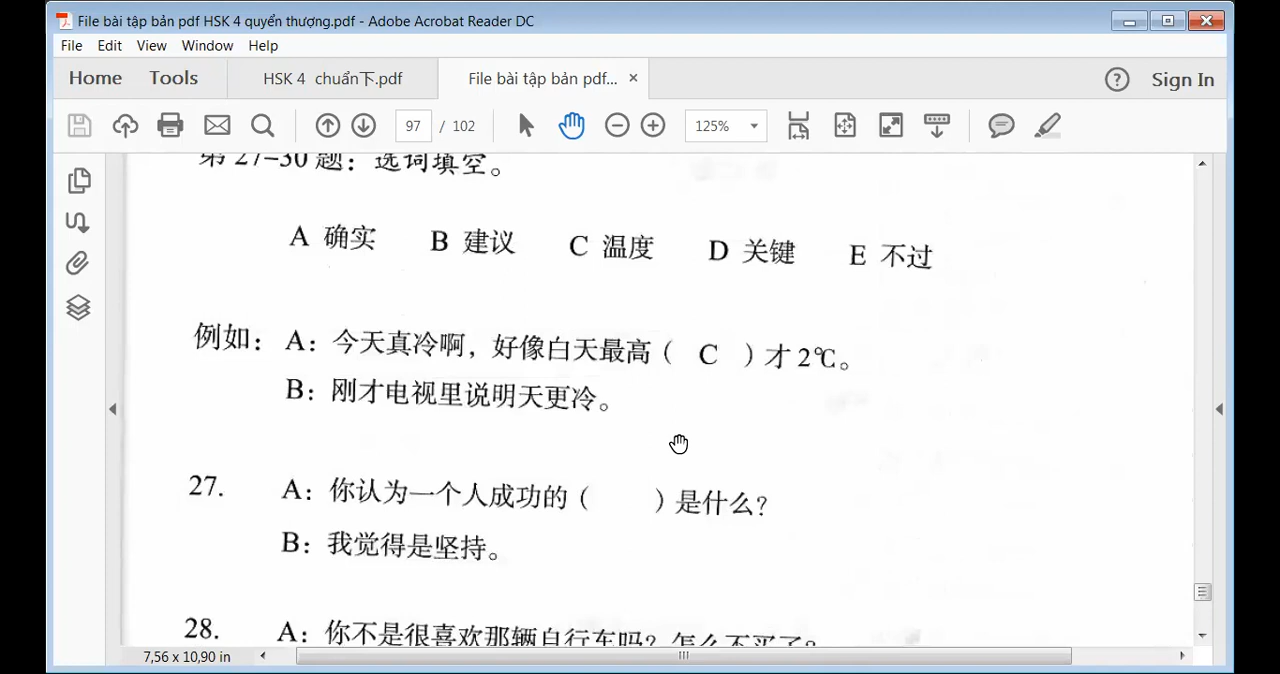 File bài tập bản pdf HSK 4 quyển thượng.pdf - Adobe Acrobat Reader DC
File Edit View Window Help
Home Tools HSK 4 chuẩn下.pdf File bài tập bản pdf... × ? Sign In
97 / 102 125%
第 27-30 题：选词填空。
A 确实 B 建议 C 温度 D 关键 E 不过
例如：A：今天真冷啊，好像白天最高（ C ）才 2℃。
B：刚才电视里说明天更冷。
27. A：你认为一个人成功的（ ）是什么？
B：我觉得是坚持。
28. A：你不是很喜欢那辆自行车吗？怎么不买了？
7,56 x 10,90 in